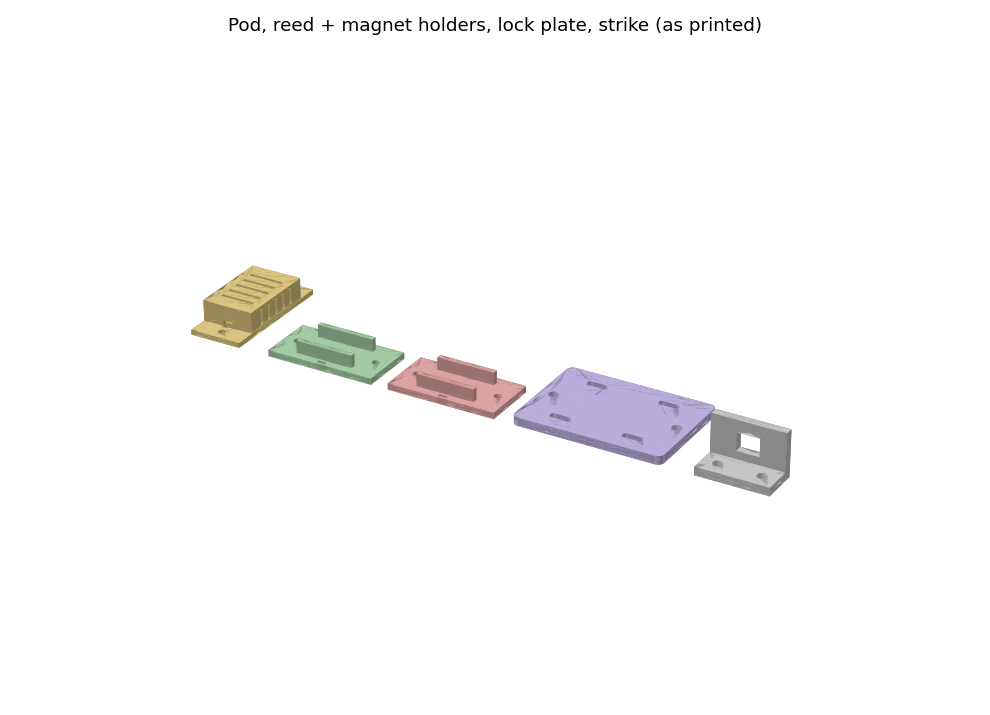 Pod, reed + magnet holders, lock plate, strike (as printed)